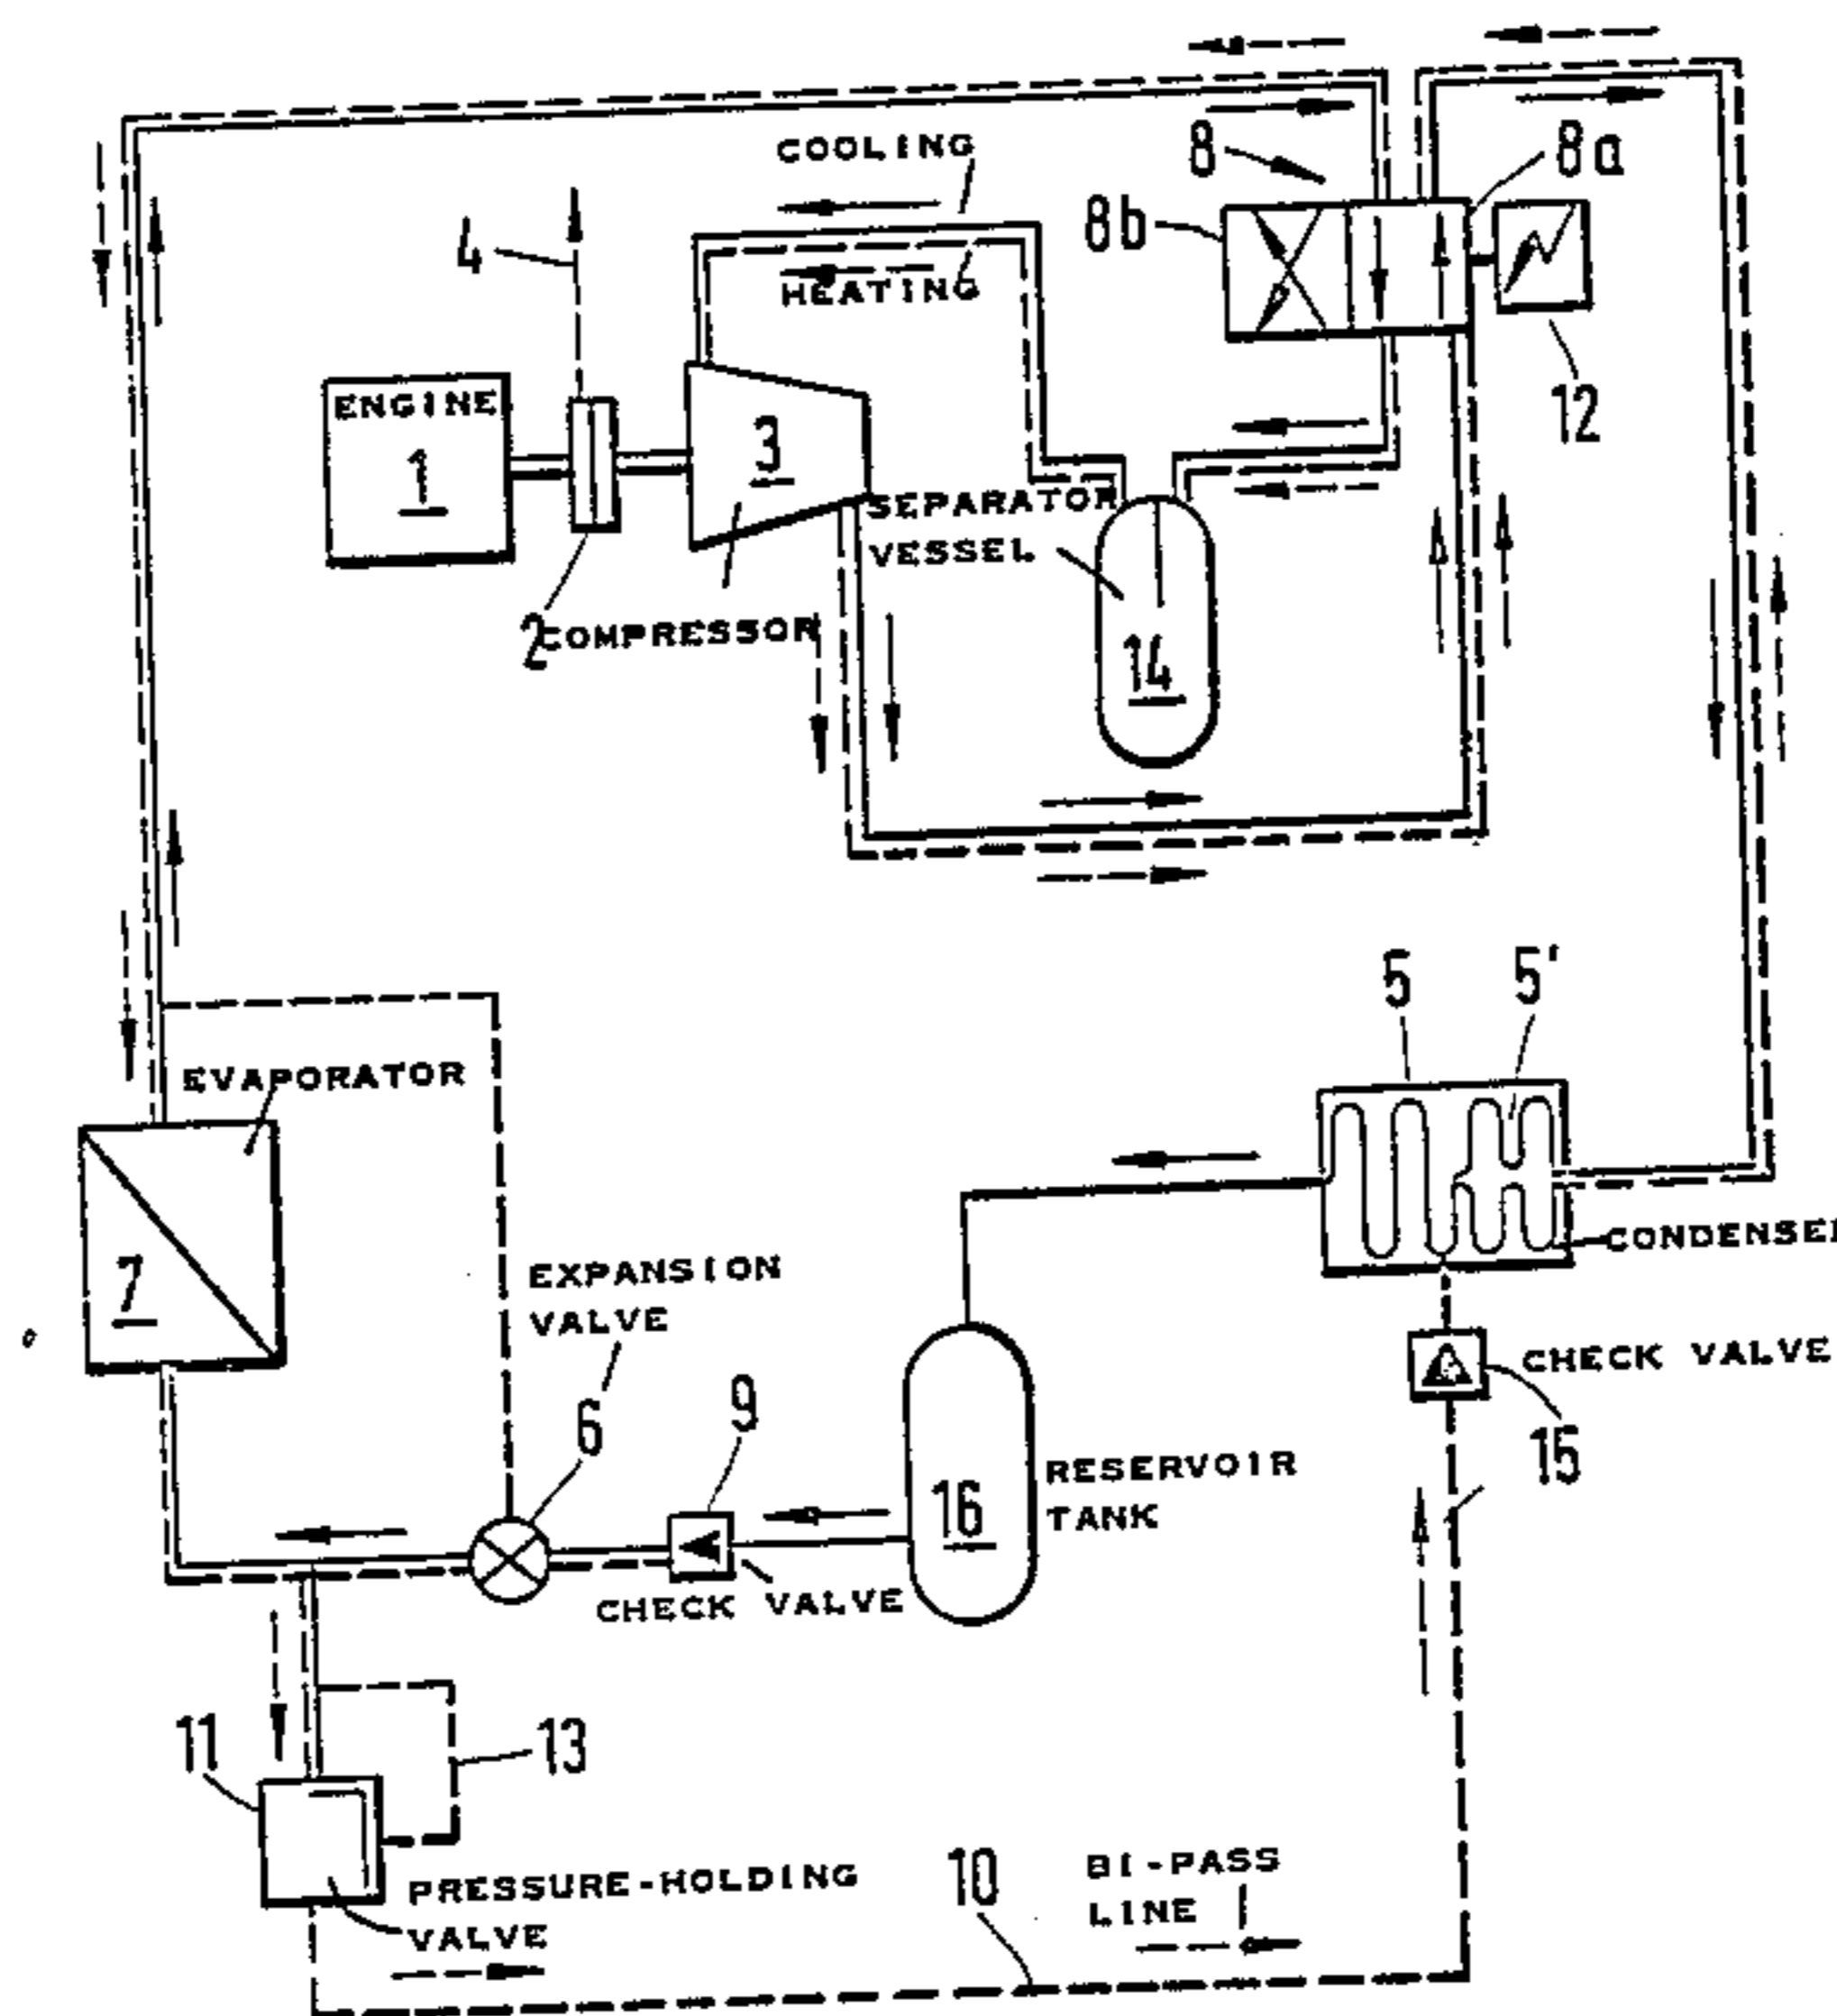 COOLING
8
8a
8b
4
HEATING
ENGINE
1
3
12
SEPARATOR
VESSEL
2
COMPRESSOR
14
5
5'
EVAPORATOR
7
CONDENSE
EXPANSION
VALVE
CHECK VALVE
6
9
15
RESERVOIR
TANK
16
CHECK VALVE
11
13
PRESSURE-HOLDING
VALVE
10
BI-PASS
LINE